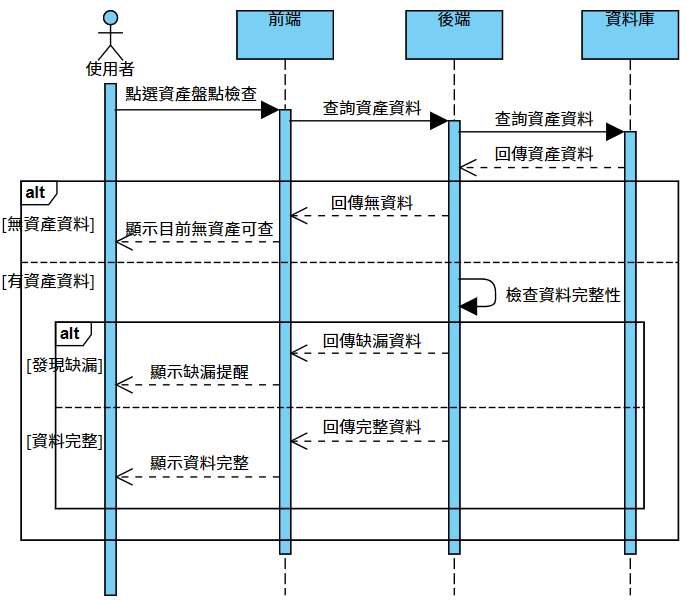 前端
後端
資料庫
使用者
點選資產盤點檢查
查詢資產資料
查詢資產資料
回傳資產資料
alt
回傳無資料
[無資產資料]
顯示目前無資產可查
[有資產資料]
檢查資料完整性
alt
回傳缺漏資料
[發現缺漏]
顯示缺漏提醒
回傳完整資料
[資料完整]
顯示資料完整